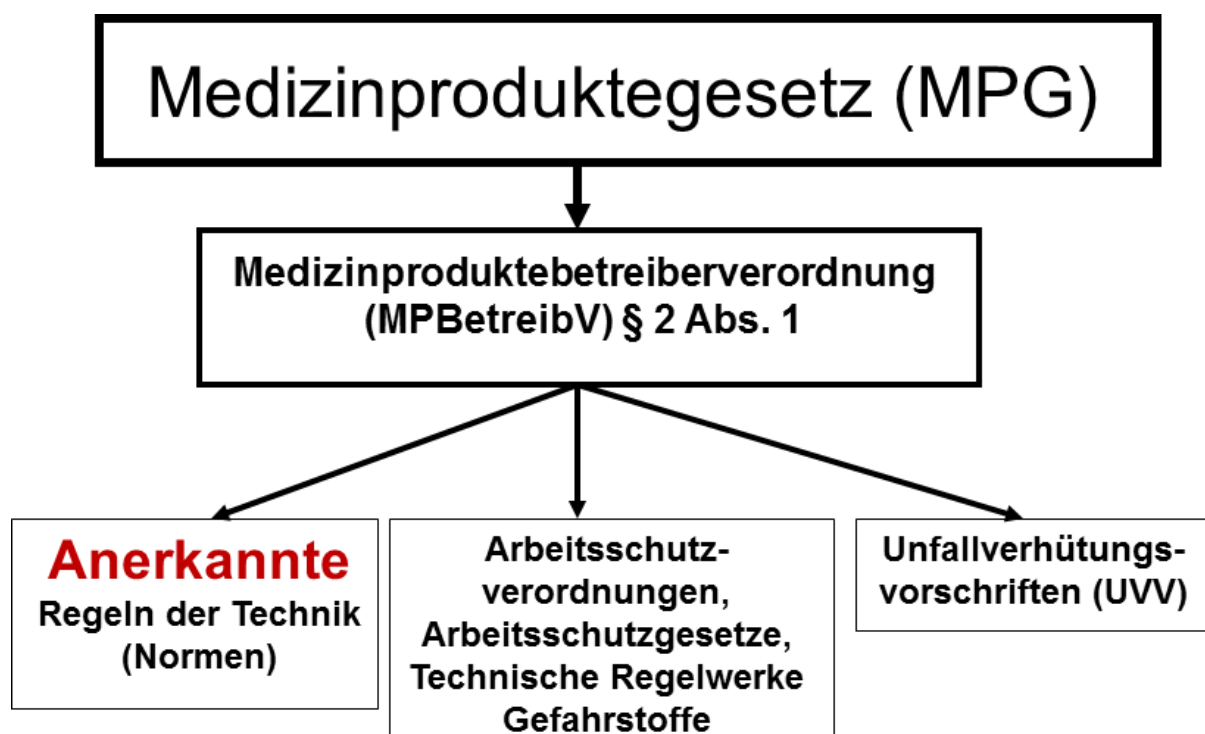 Medizinproduktegesetz (MPG)
Medizinproduktebetreiberverordnung
(MPBetreibV) § 2 Abs. 1
Anerkannte
Regeln der Technik
(Normen)
Arbeitsschutz-
verordnungen,
Arbeitsschutzgesetze,
Technische Regelwerke
Gefahrstoffe
Unfallverhütungs-
vorschriften (UVV)